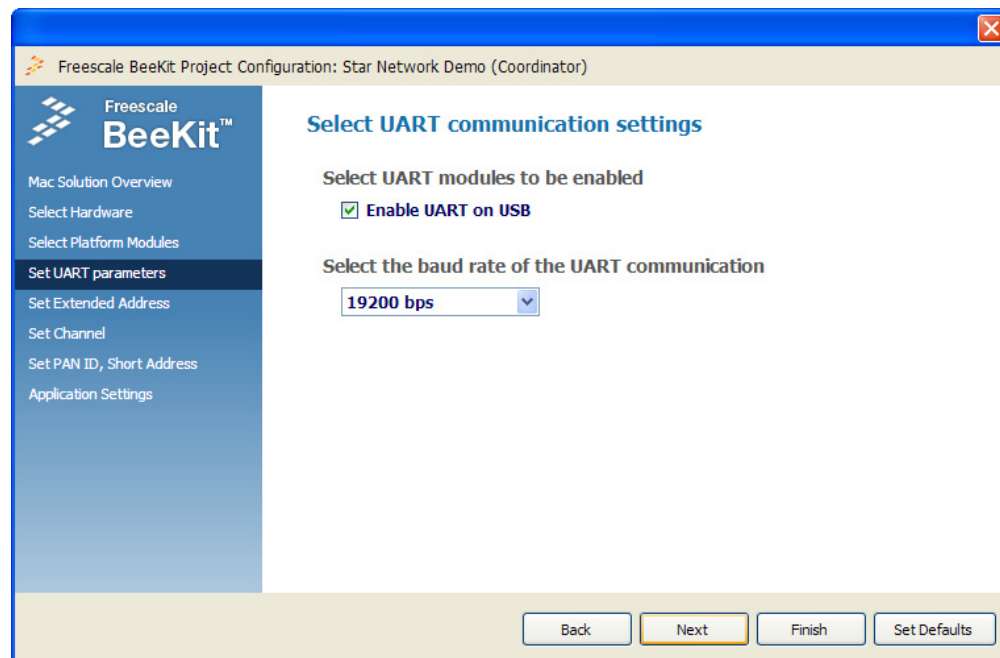 Freescale BeeKit Project Configuration: Star Network Demo (Coordinator)
Freescale
BeeKit™
Mac Solution Overview
Select Hardware
Select Platform Modules
Set UART parameters
Set Extended Address
Set Channel
Set PAN ID, Short Address
Application Settings
Select UART communication settings
Select UART modules to be enabled
Enable UART on USB
Select the baud rate of the UART communication
19200 bps
Back Next Finish Set Defaults